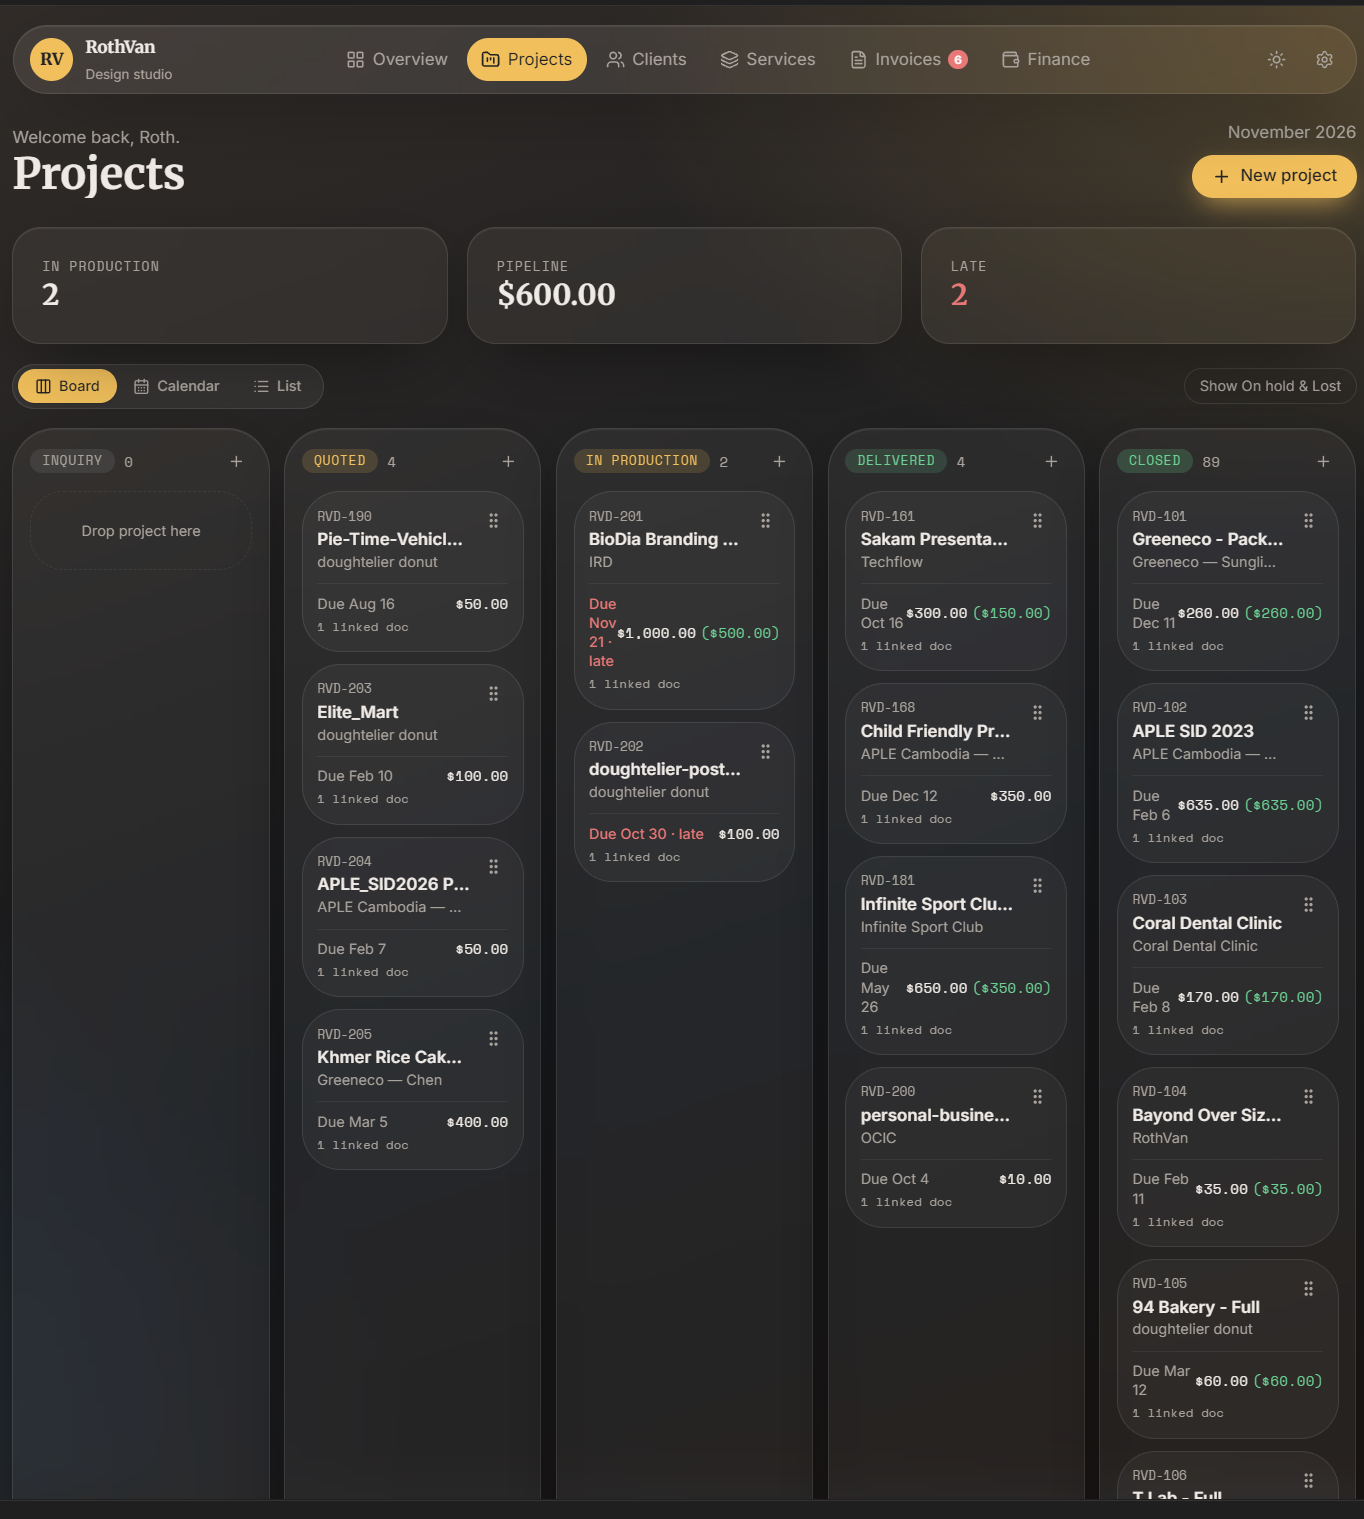 RV
RothVan
Design studio
Overview
Projects
Clients
Services
Invoices 6
Finance
Welcome back, Roth.
Projects
November 2026
+ New project
IN PRODUCTION
2
PIPELINE
$600.00
LATE
2
Board
Calendar
List
Show On hold & Lost
INQUIRY 0 +
Drop project here
QUOTED 4 +
RVD-190
Pie-Time-Vehicl...
doughtelier donut
Due Aug 16 $50.00
1 linked doc
RVD-203
Elite_Mart
doughtelier donut
Due Feb 10 $100.00
1 linked doc
RVD-204
APLE_SID2026 P...
APLE Cambodia — ...
Due Feb 7 $50.00
1 linked doc
RVD-205
Khmer Rice Cak...
Greeneco — Chen
Due Mar 5 $400.00
1 linked doc
IN PRODUCTION 2 +
RVD-201
BioDia Branding ...
IRD
Due
Nov
21 ·
late
$1,000.00 ($500.00)
1 linked doc
RVD-202
doughtelier-post...
doughtelier donut
Due Oct 30 · late $100.00
1 linked doc
DELIVERED 4 +
RVD-161
Sakam Presenta...
Techflow
Due
Oct 16
$300.00 ($150.00)
1 linked doc
RVD-168
Child Friendly Pr...
APLE Cambodia — ...
Due Dec 12 $350.00
1 linked doc
RVD-181
Infinite Sport Clu...
Infinite Sport Club
Due
May
26
$650.00 ($350.00)
1 linked doc
RVD-200
personal-busine...
OCIC
Due Oct 4 $10.00
1 linked doc
CLOSED 89 +
RVD-101
Greeneco - Pack...
Greeneco — Sungli...
Due
Dec 11
$260.00 ($260.00)
1 linked doc
RVD-102
APLE SID 2023
APLE Cambodia — ...
Due
Feb 6
$635.00 ($635.00)
1 linked doc
RVD-103
Coral Dental Clinic
Coral Dental Clinic
Due
Feb 8
$170.00 ($170.00)
1 linked doc
RVD-104
Bayond Over Siz...
RothVan
Due Feb
11
$35.00 ($35.00)
1 linked doc
RVD-105
94 Bakery - Full
doughtelier donut
Due Mar
12
$60.00 ($60.00)
1 linked doc
RVD-106
T Lab - Full